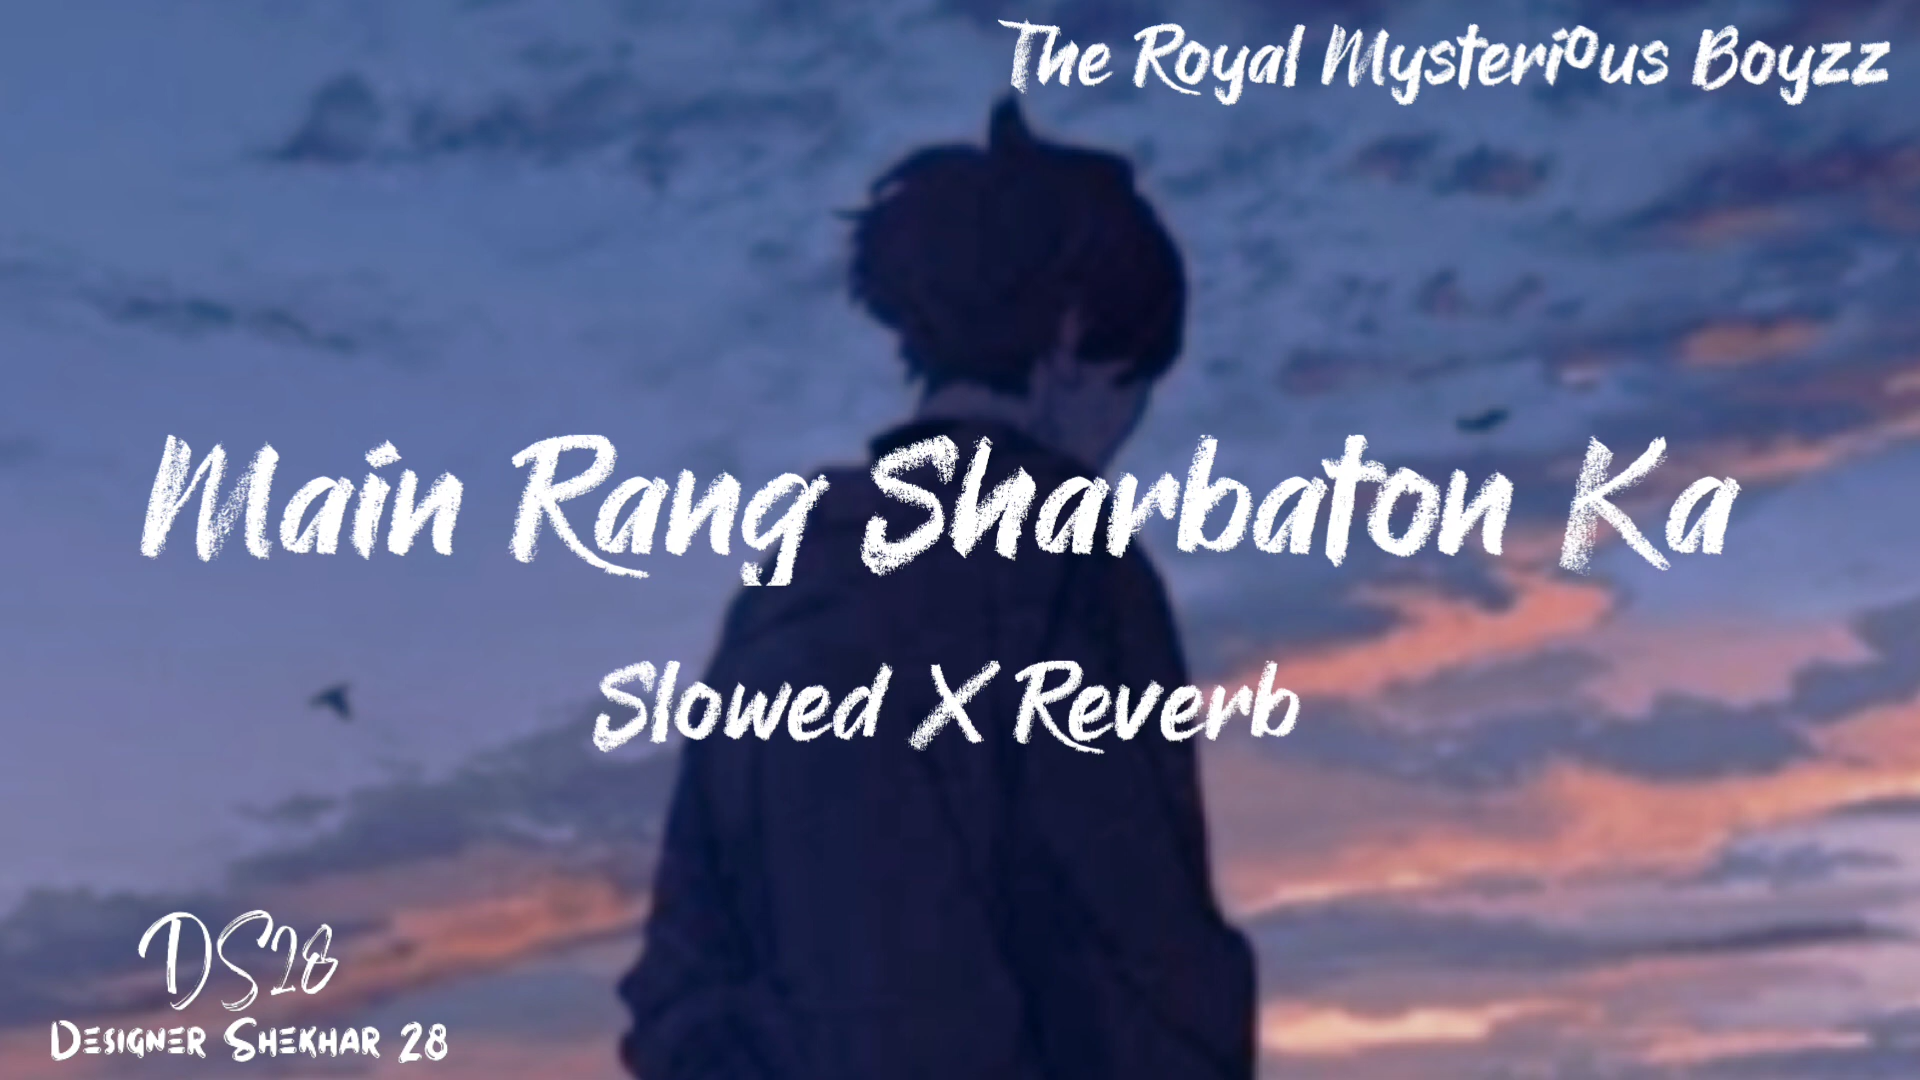 The Royal Mysterious Boyzz
Main Rang Sharbaton Ka
Slowed X Reverb
DS28
Designer Shekhar 28